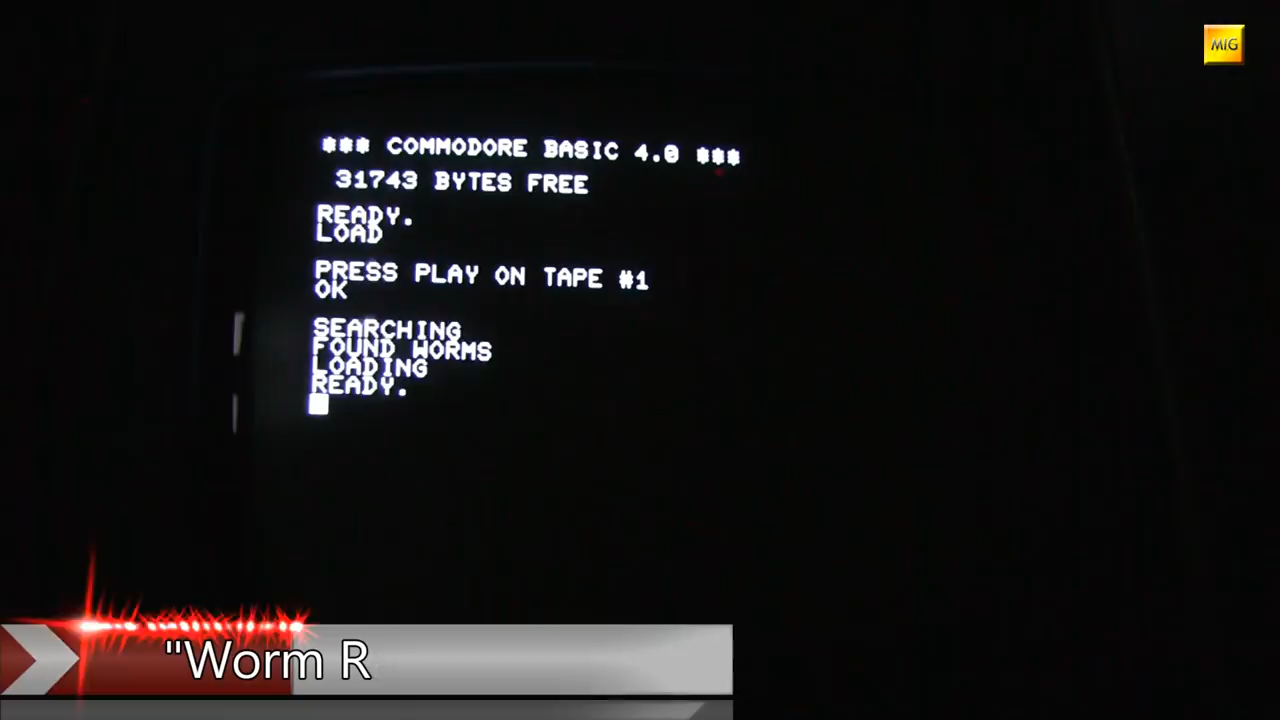 MIG
*** COMMODORE BASIC 4.0 ***
31743 BYTES FREE
READY.
LOAD
PRESS PLAY ON TAPE #1
OK
SEARCHING
FOUND WORMS
LOADING
READY.
"Worm R